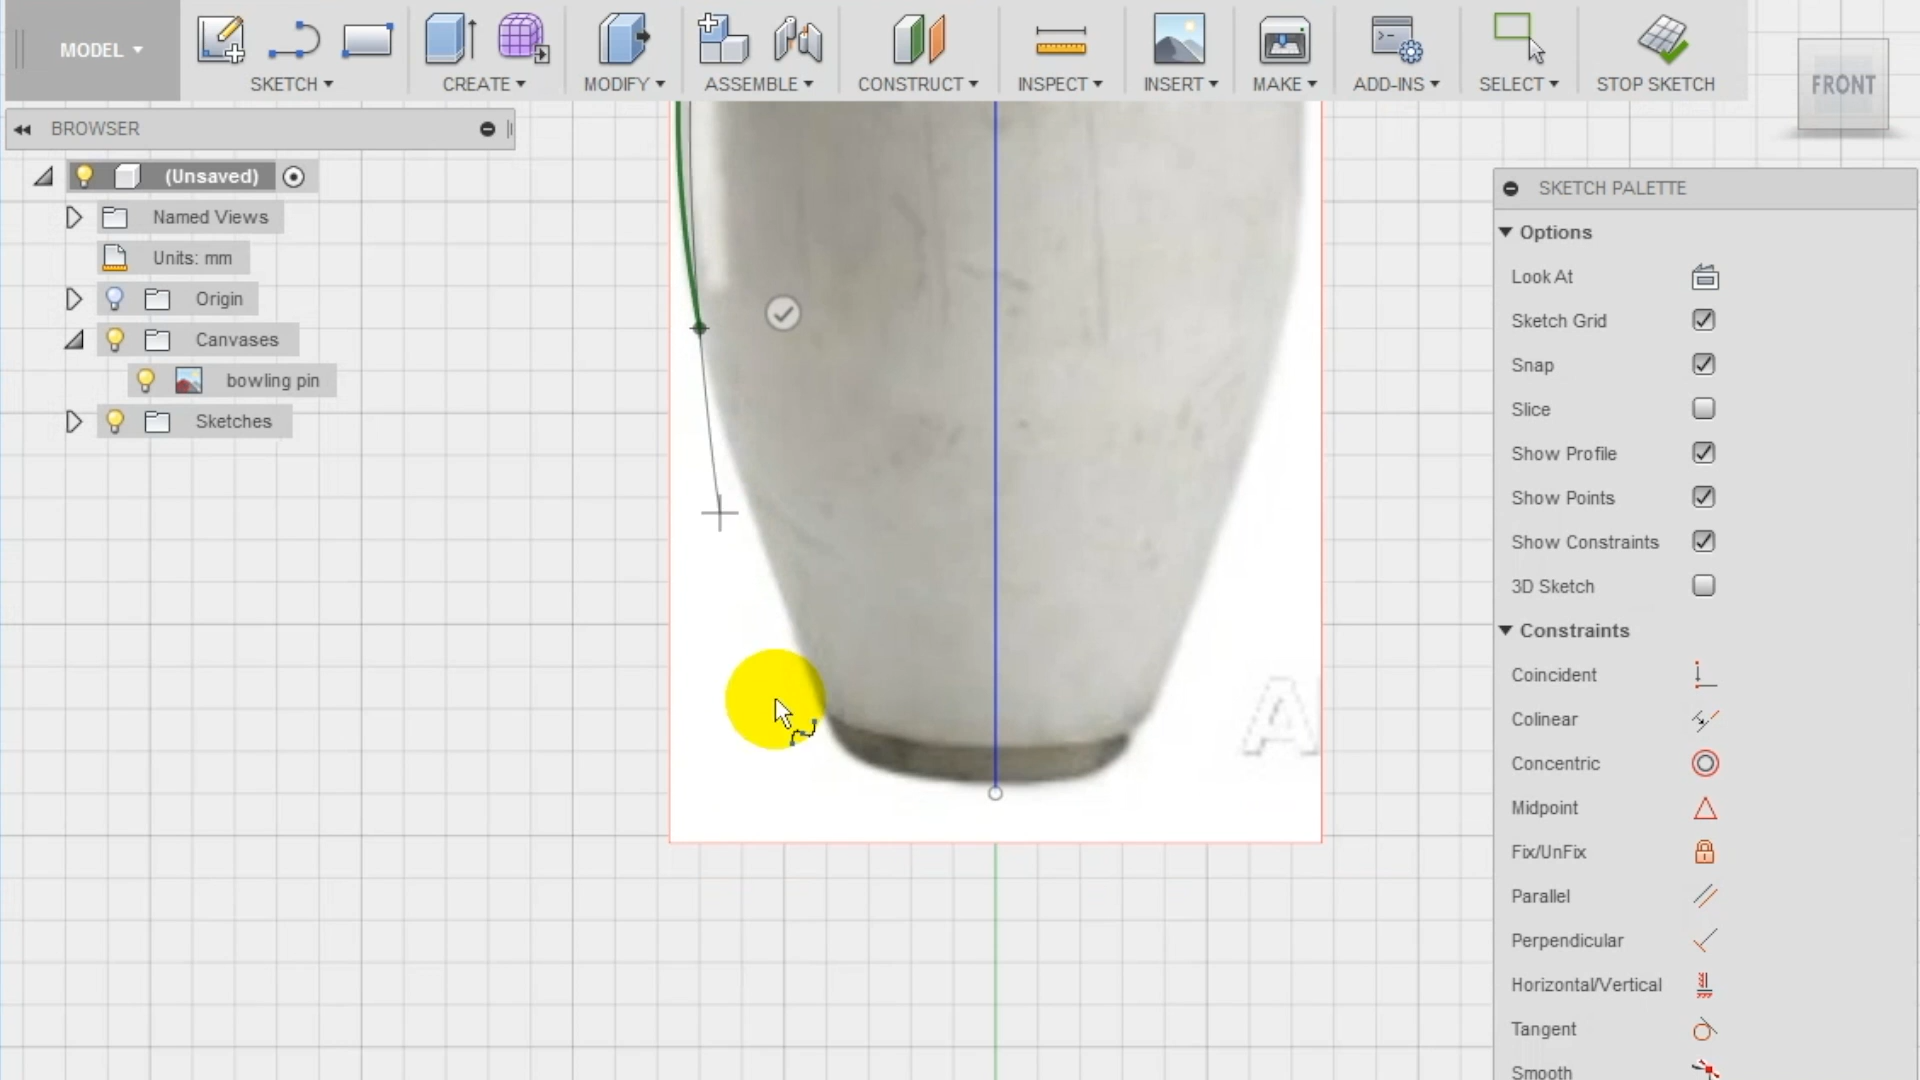 MODEL
SKETCH
CREATE
MODIFY
ASSEMBLE
CONSTRUCT
INSPECT
INSERT
MAKE
ADD-INS
SELECT
STOP SKETCH
FRONT
BROWSER
(Unsaved)
Named Views
Units: mm
Origin
Canvases
bowling pin
Sketches
SKETCH PALETTE
Options
Look At
Sketch Grid
Snap
Slice
Show Profile
Show Points
Show Constraints
3D Sketch
Constraints
Coincident
Colinear
Concentric
Midpoint
Fix/UnFix
Parallel
Perpendicular
Horizontal/Vertical
Tangent
Smooth
A